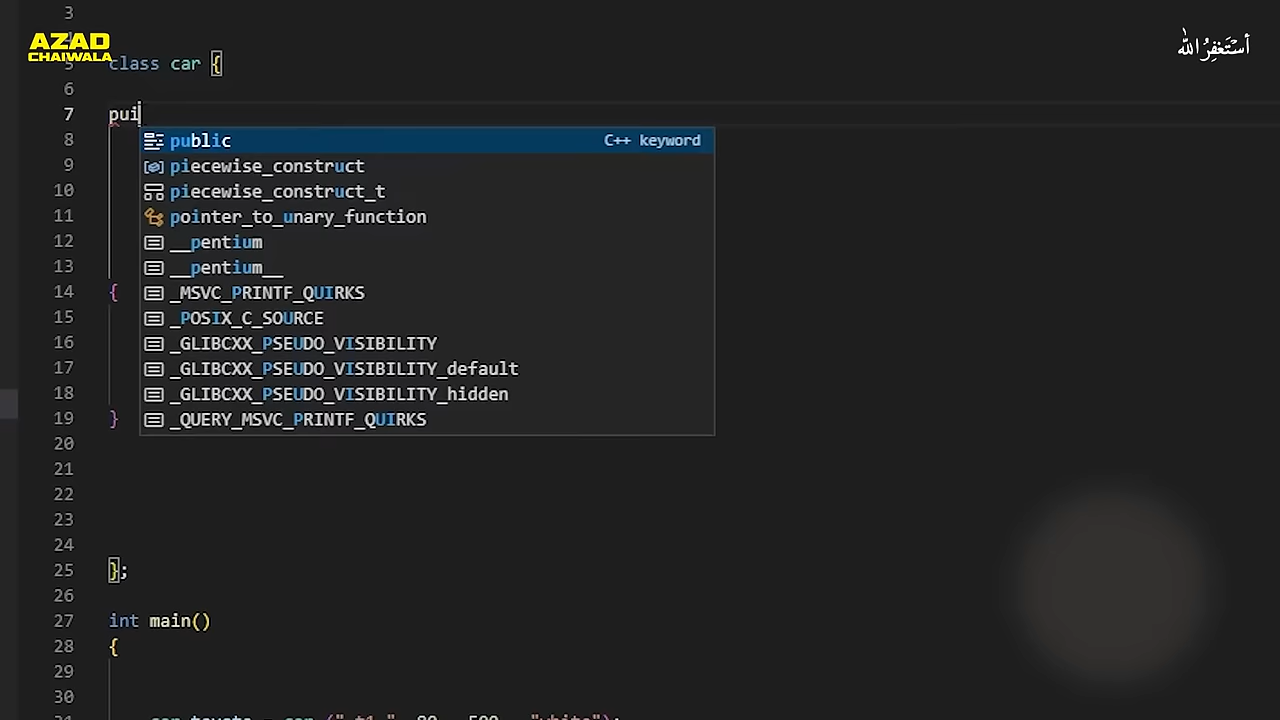 3
AZAD
CHAIWALA
أستغفر الله
5 class car {
6
7 pui
8 public C++ keyword
9 piecewise_construct
10 piecewise_construct_t
11 pointer_to_unary_function
12 __pentium
13 __pentium__
14 { _MSVC_PRINTF_QUIRKS
15 _POSIX_C_SOURCE
16 _GLIBCXX_PSEUDO_VISIBILITY
17 _GLIBCXX_PSEUDO_VISIBILITY_default
18 _GLIBCXX_PSEUDO_VISIBILITY_hidden
19 } _QUERY_MSVC_PRINTF_QUIRKS
20
21
22
23
24
25 };
26
27 int main()
28 {
29
30